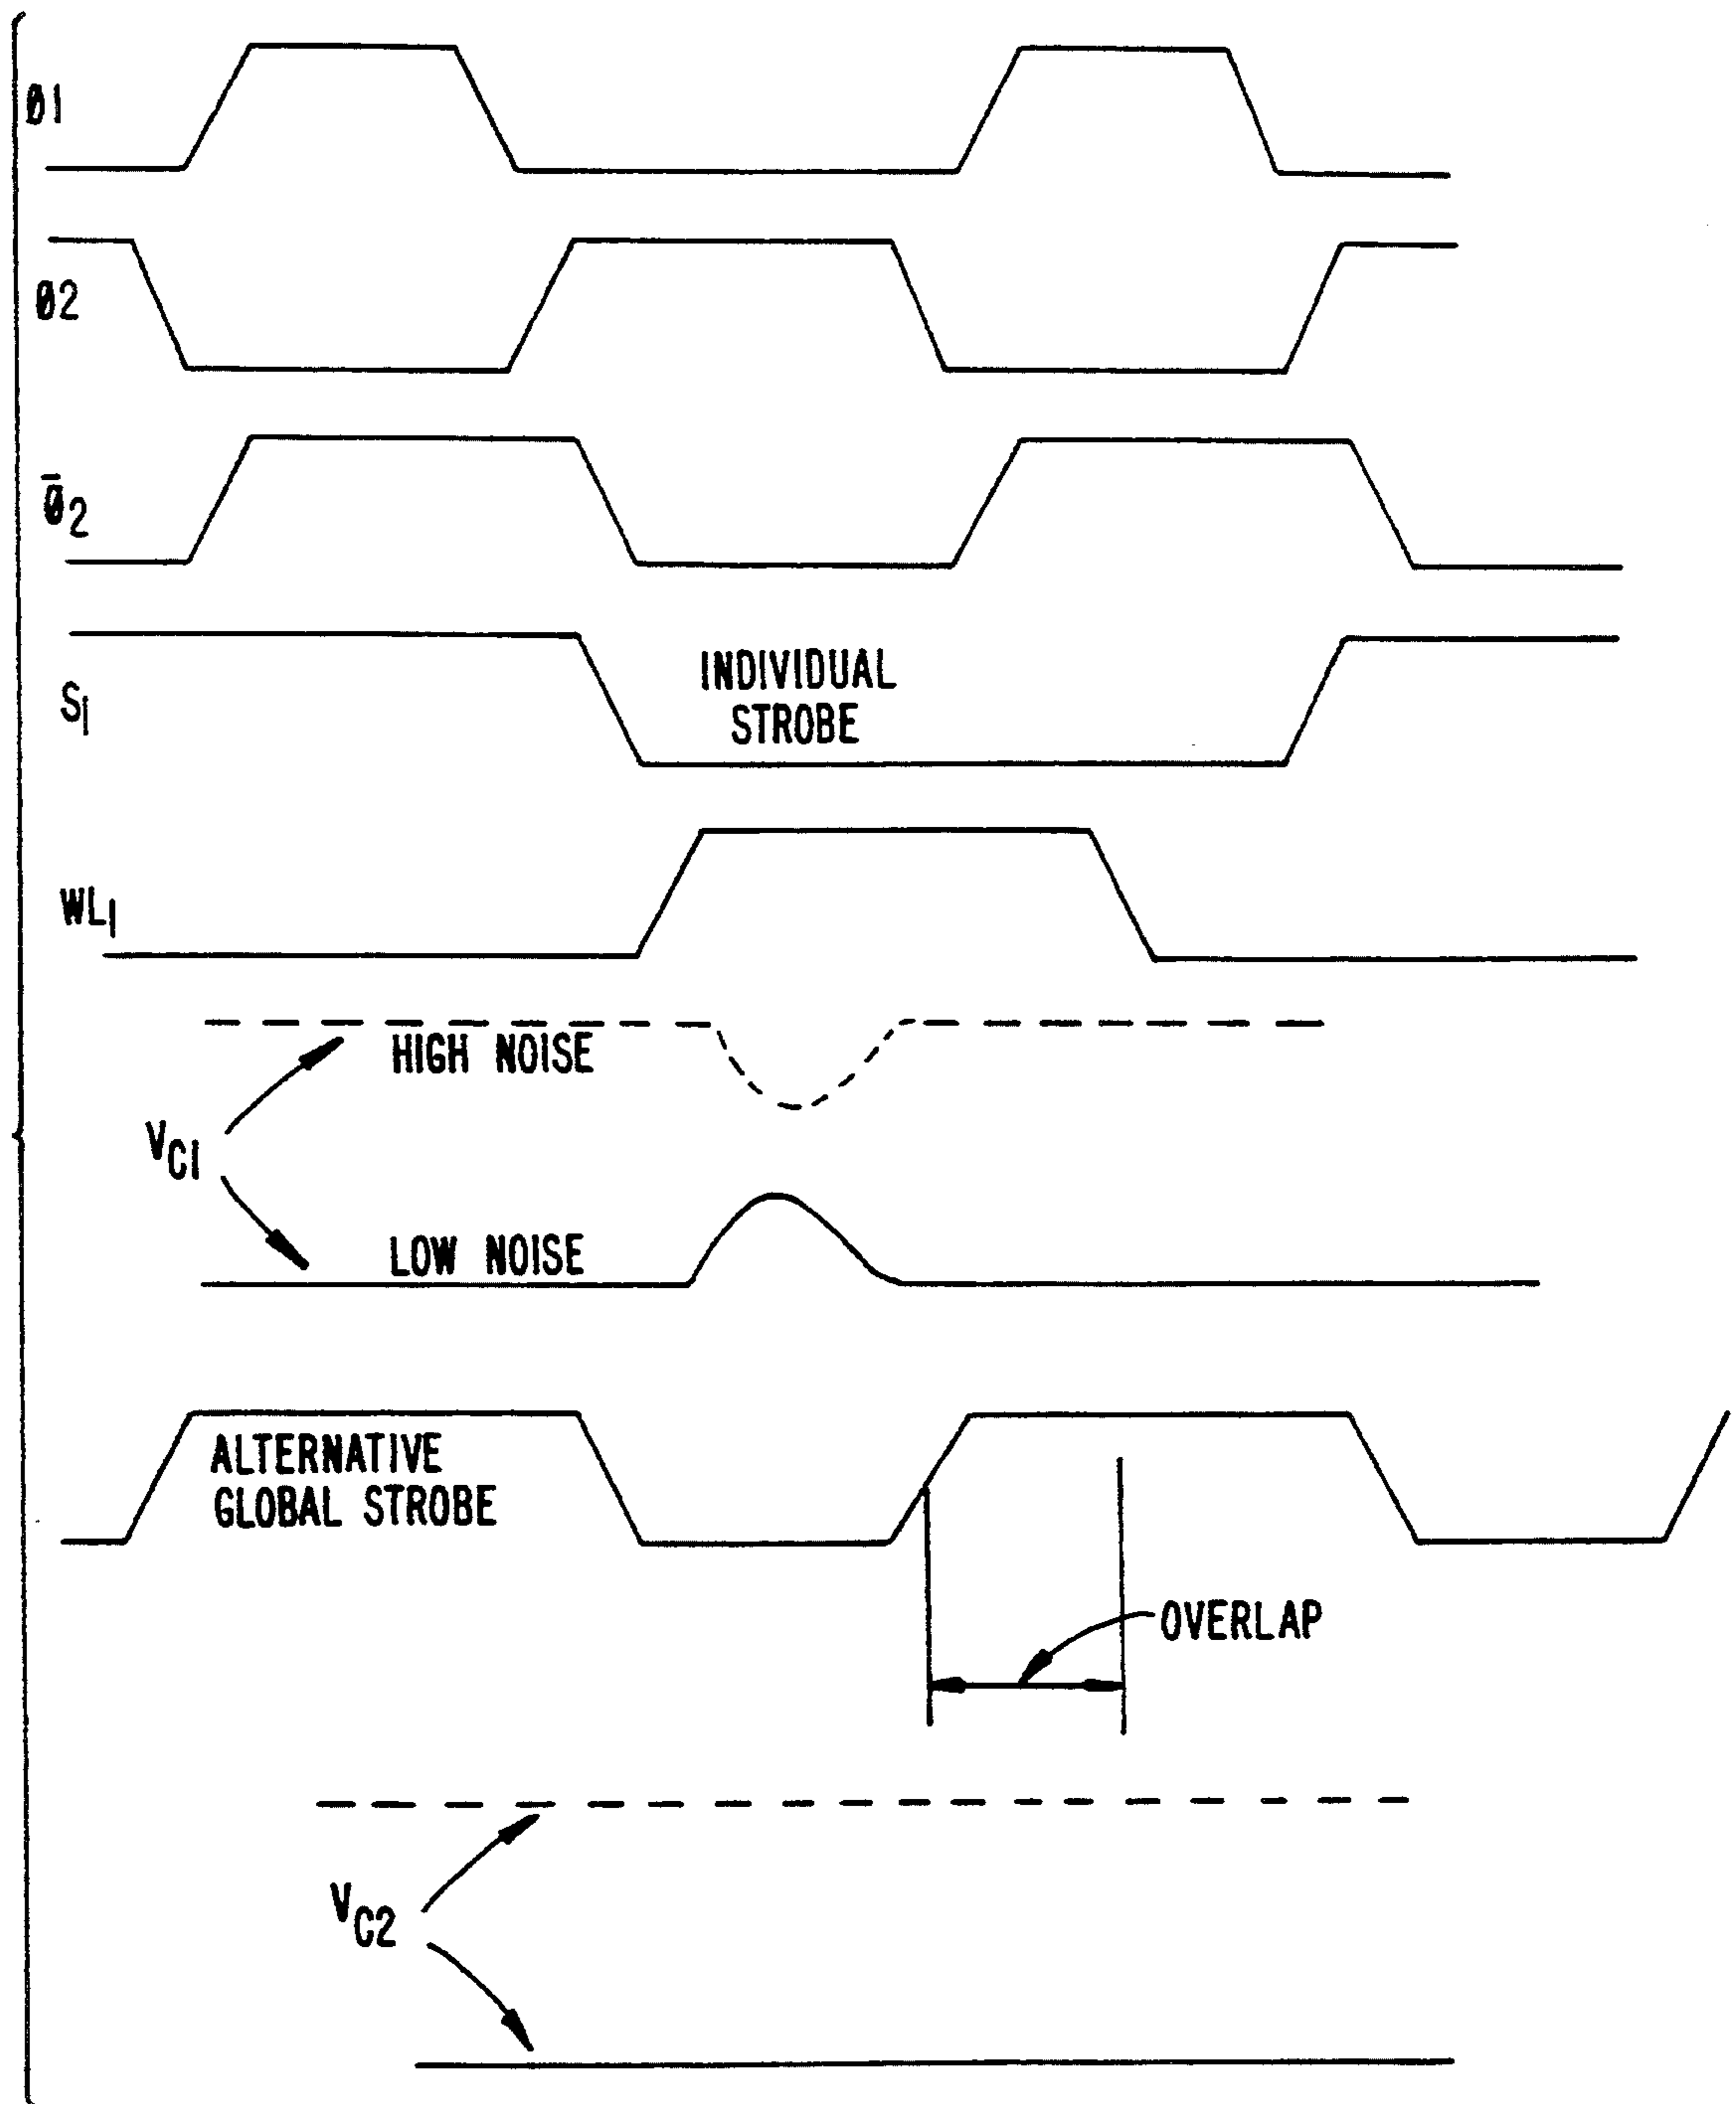 Ø1
Ø2
Ø̄2
S1
INDIVIDUAL
STROBE
WL1
HIGH NOISE
VC1
LOW NOISE
ALTERNATIVE
GLOBAL STROBE
OVERLAP
VC2